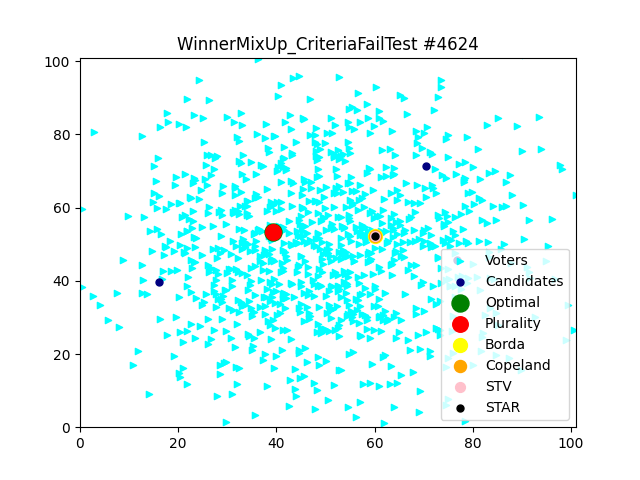 WinnerMixUp_CriteriaFailTest #4624
100
80
60
40
20
0
0 20 40 60 80 100
Voters
Candidates
Optimal
Plurality
Borda
Copeland
STV
STAR